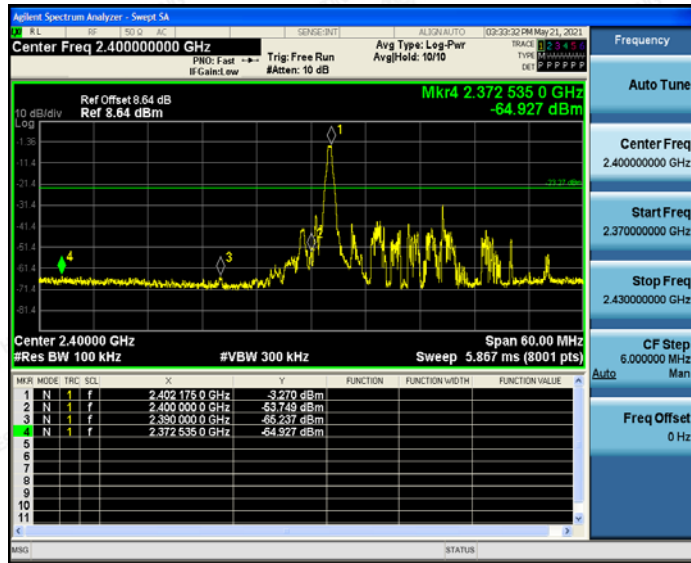 Agilent Spectrum Analyzer - Swept SA
RL RF 50 Ω AC SENSE:INT ALIGN AUTO 03:33:32 PM May 21, 2021
Center Freq 2.400000000 GHz
PNO: Fast
IFGain:Low
Trig: Free Run
#Atten: 10 dB
Avg Type: Log-Pwr
Avg|Hold: 10/10
TRACE 1 2 3 4 5 6
TYPE
DET P P P P P P
Mkr4 2.372 535 0 GHz
-64.927 dBm
Ref Offset 8.64 dB
10 dB/div Ref 8.64 dBm
Log
-1.36
-11.4
-21.4
-23.27 dBm
-31.4
-41.4
-51.4
-61.4
-71.4
-81.4
1
2
3
4
Center 2.40000 GHz Span 60.00 MHz
#Res BW 100 kHz #VBW 300 kHz Sweep 5.867 ms (8001 pts)
MKR MODE TRC SCL X Y FUNCTION FUNCTION WIDTH FUNCTION VALUE
1 N 1 f 2.402 175 0 GHz -3.270 dBm
2 N 1 f 2.400 000 0 GHz -53.749 dBm
3 N 1 f 2.390 000 0 GHz -65.237 dBm
4 N 1 f 2.372 535 0 GHz -64.927 dBm
5
6
7
8
9
10
11
MSG STATUS
Frequency
Auto Tune
Center Freq
2.400000000 GHz
Start Freq
2.370000000 GHz
Stop Freq
2.430000000 GHz
CF Step
6.000000 MHz
Auto Man
Freq Offset
0 Hz